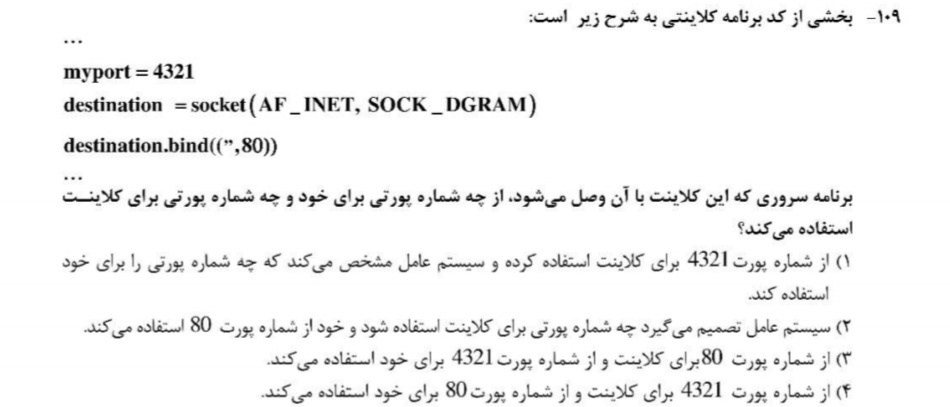 ۱۰۹- بخشی از کد برنامه کلاینتی به شرح زیر است:
...
myport = 4321
destination = socket(AF_INET, SOCK_DGRAM)
destination.bind((”,80))
...
برنامه سروری که این کلاینت با آن وصل می‌شود، از چه شماره پورتی برای خود و چه شماره پورتی برای کلاینــت
استفاده می‌کند؟
۱) از شماره پورت 4321 برای کلاینت استفاده کرده و سیستم عامل مشخص می‌کند که چه شماره پورتی را برای خود
استفاده کند.
۲) سیستم عامل تصمیم می‌گیرد چه شماره پورتی برای کلاینت استفاده شود و خود از شماره پورت 80 استفاده می‌کند.
۳) از شماره پورت 80برای کلاینت و از شماره پورت 4321 برای خود استفاده می‌کند.
۴) از شماره پورت 4321 برای کلاینت و از شماره پورت 80 برای خود استفاده می‌کند.